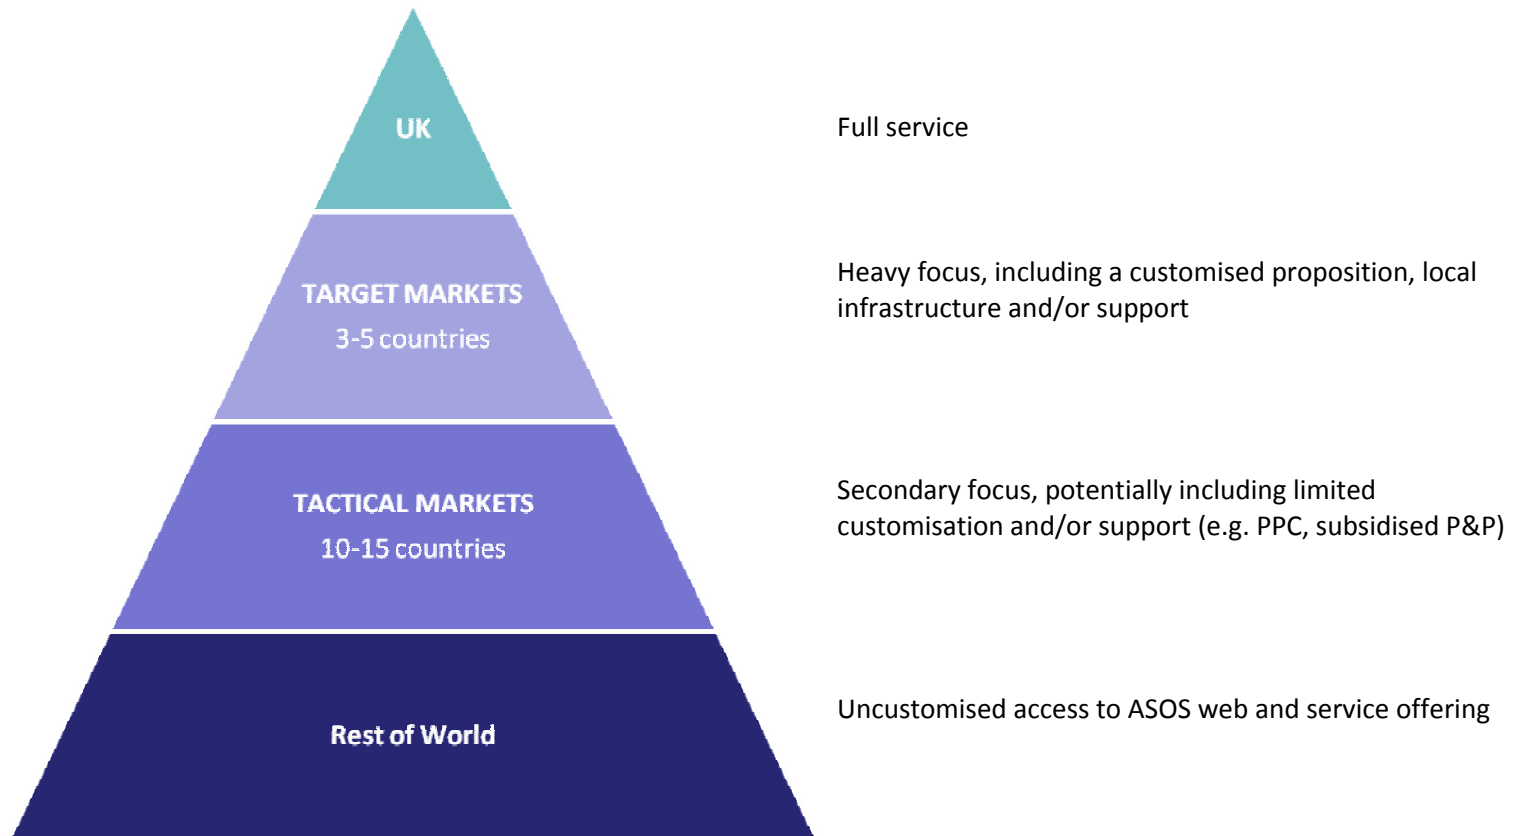 UK
Full service
TARGET MARKETS
3-5 countries
Heavy focus, including a customised proposition, local
infrastructure and/or support
TACTICAL MARKETS
10-15 countries
Secondary focus, potentially including limited
customisation and/or support (e.g. PPC, subsidised P&P)
Rest of World
Uncustomised access to ASOS web and service offering